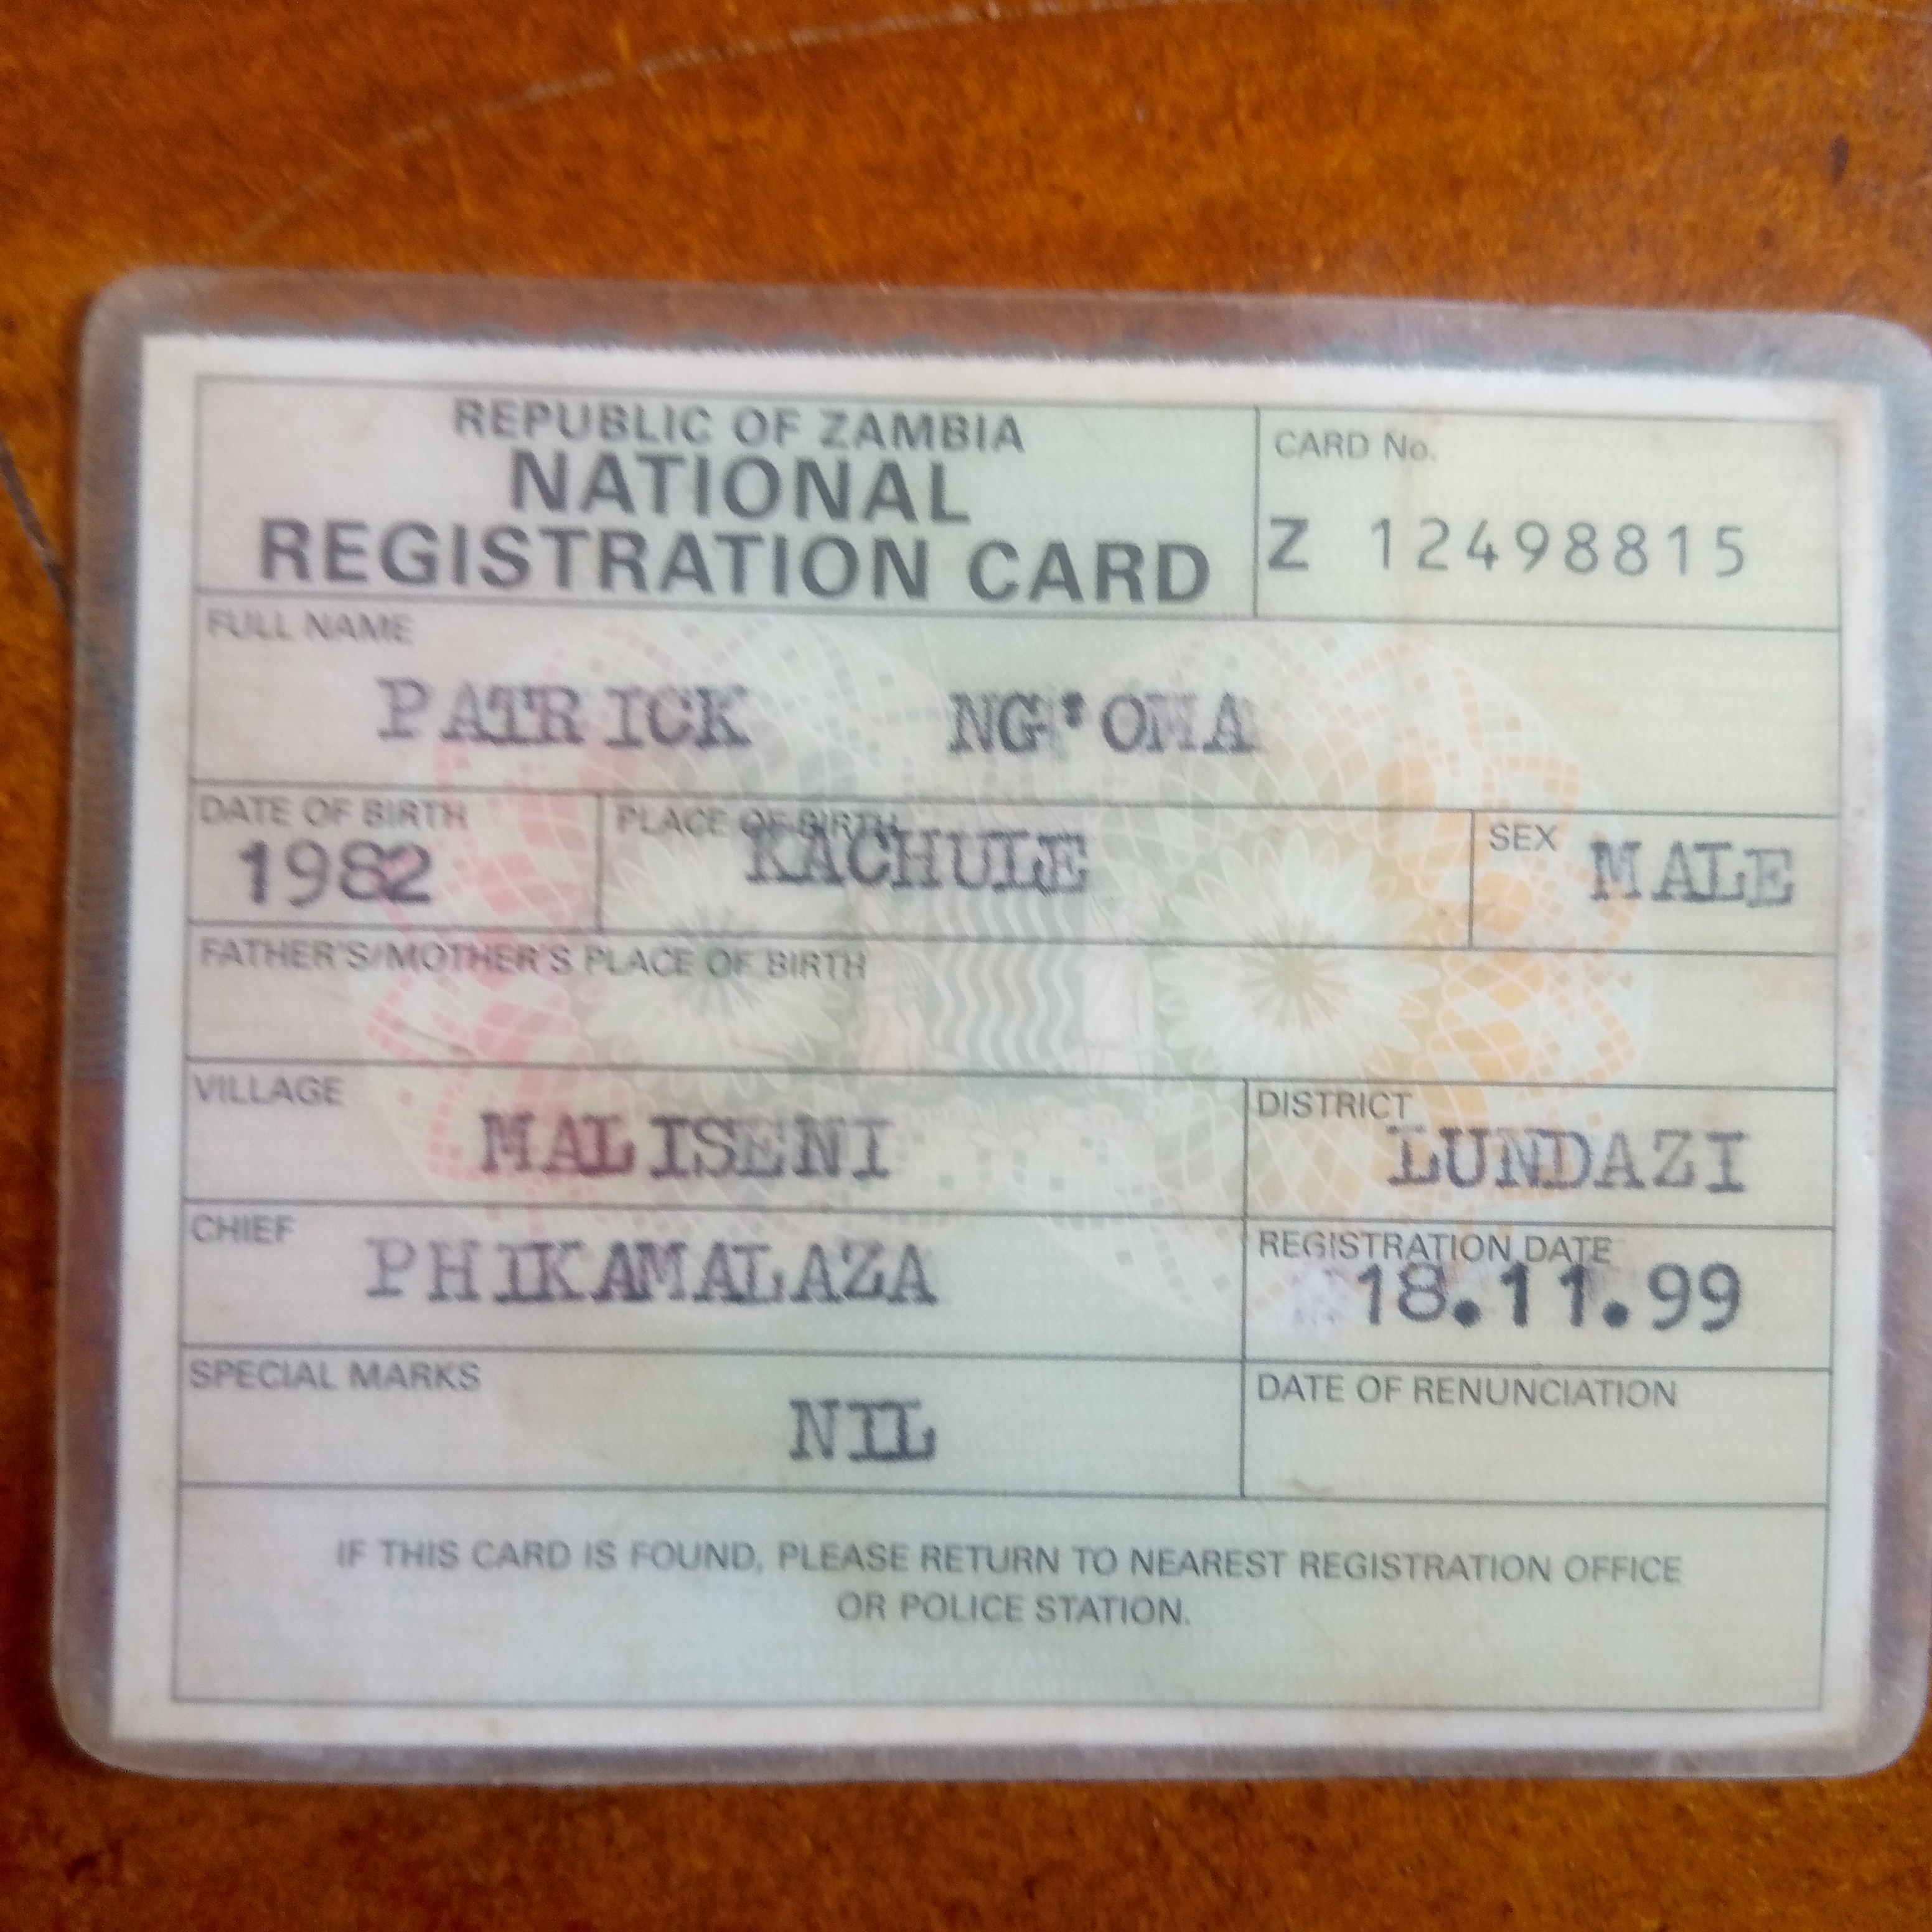 REPUBLIC OF ZAMBIA
NATIONAL
REGISTRATION CARD
CARD No.
Z 12498815
FULL NAME
PATRICK NG'OMA
DATE OF BIRTH
1982
PLACE OF BIRTH
KACHULE
SEX
MALE
FATHER'S/MOTHER'S PLACE OF BIRTH
VILLAGE
MALISENI
DISTRICT
LUNDAZI
CHIEF
PHIKAMALAZA
REGISTRATION DATE
18.11.99
SPECIAL MARKS
NIL
DATE OF RENUNCIATION
IF THIS CARD IS FOUND, PLEASE RETURN TO NEAREST REGISTRATION OFFICE
OR POLICE STATION.